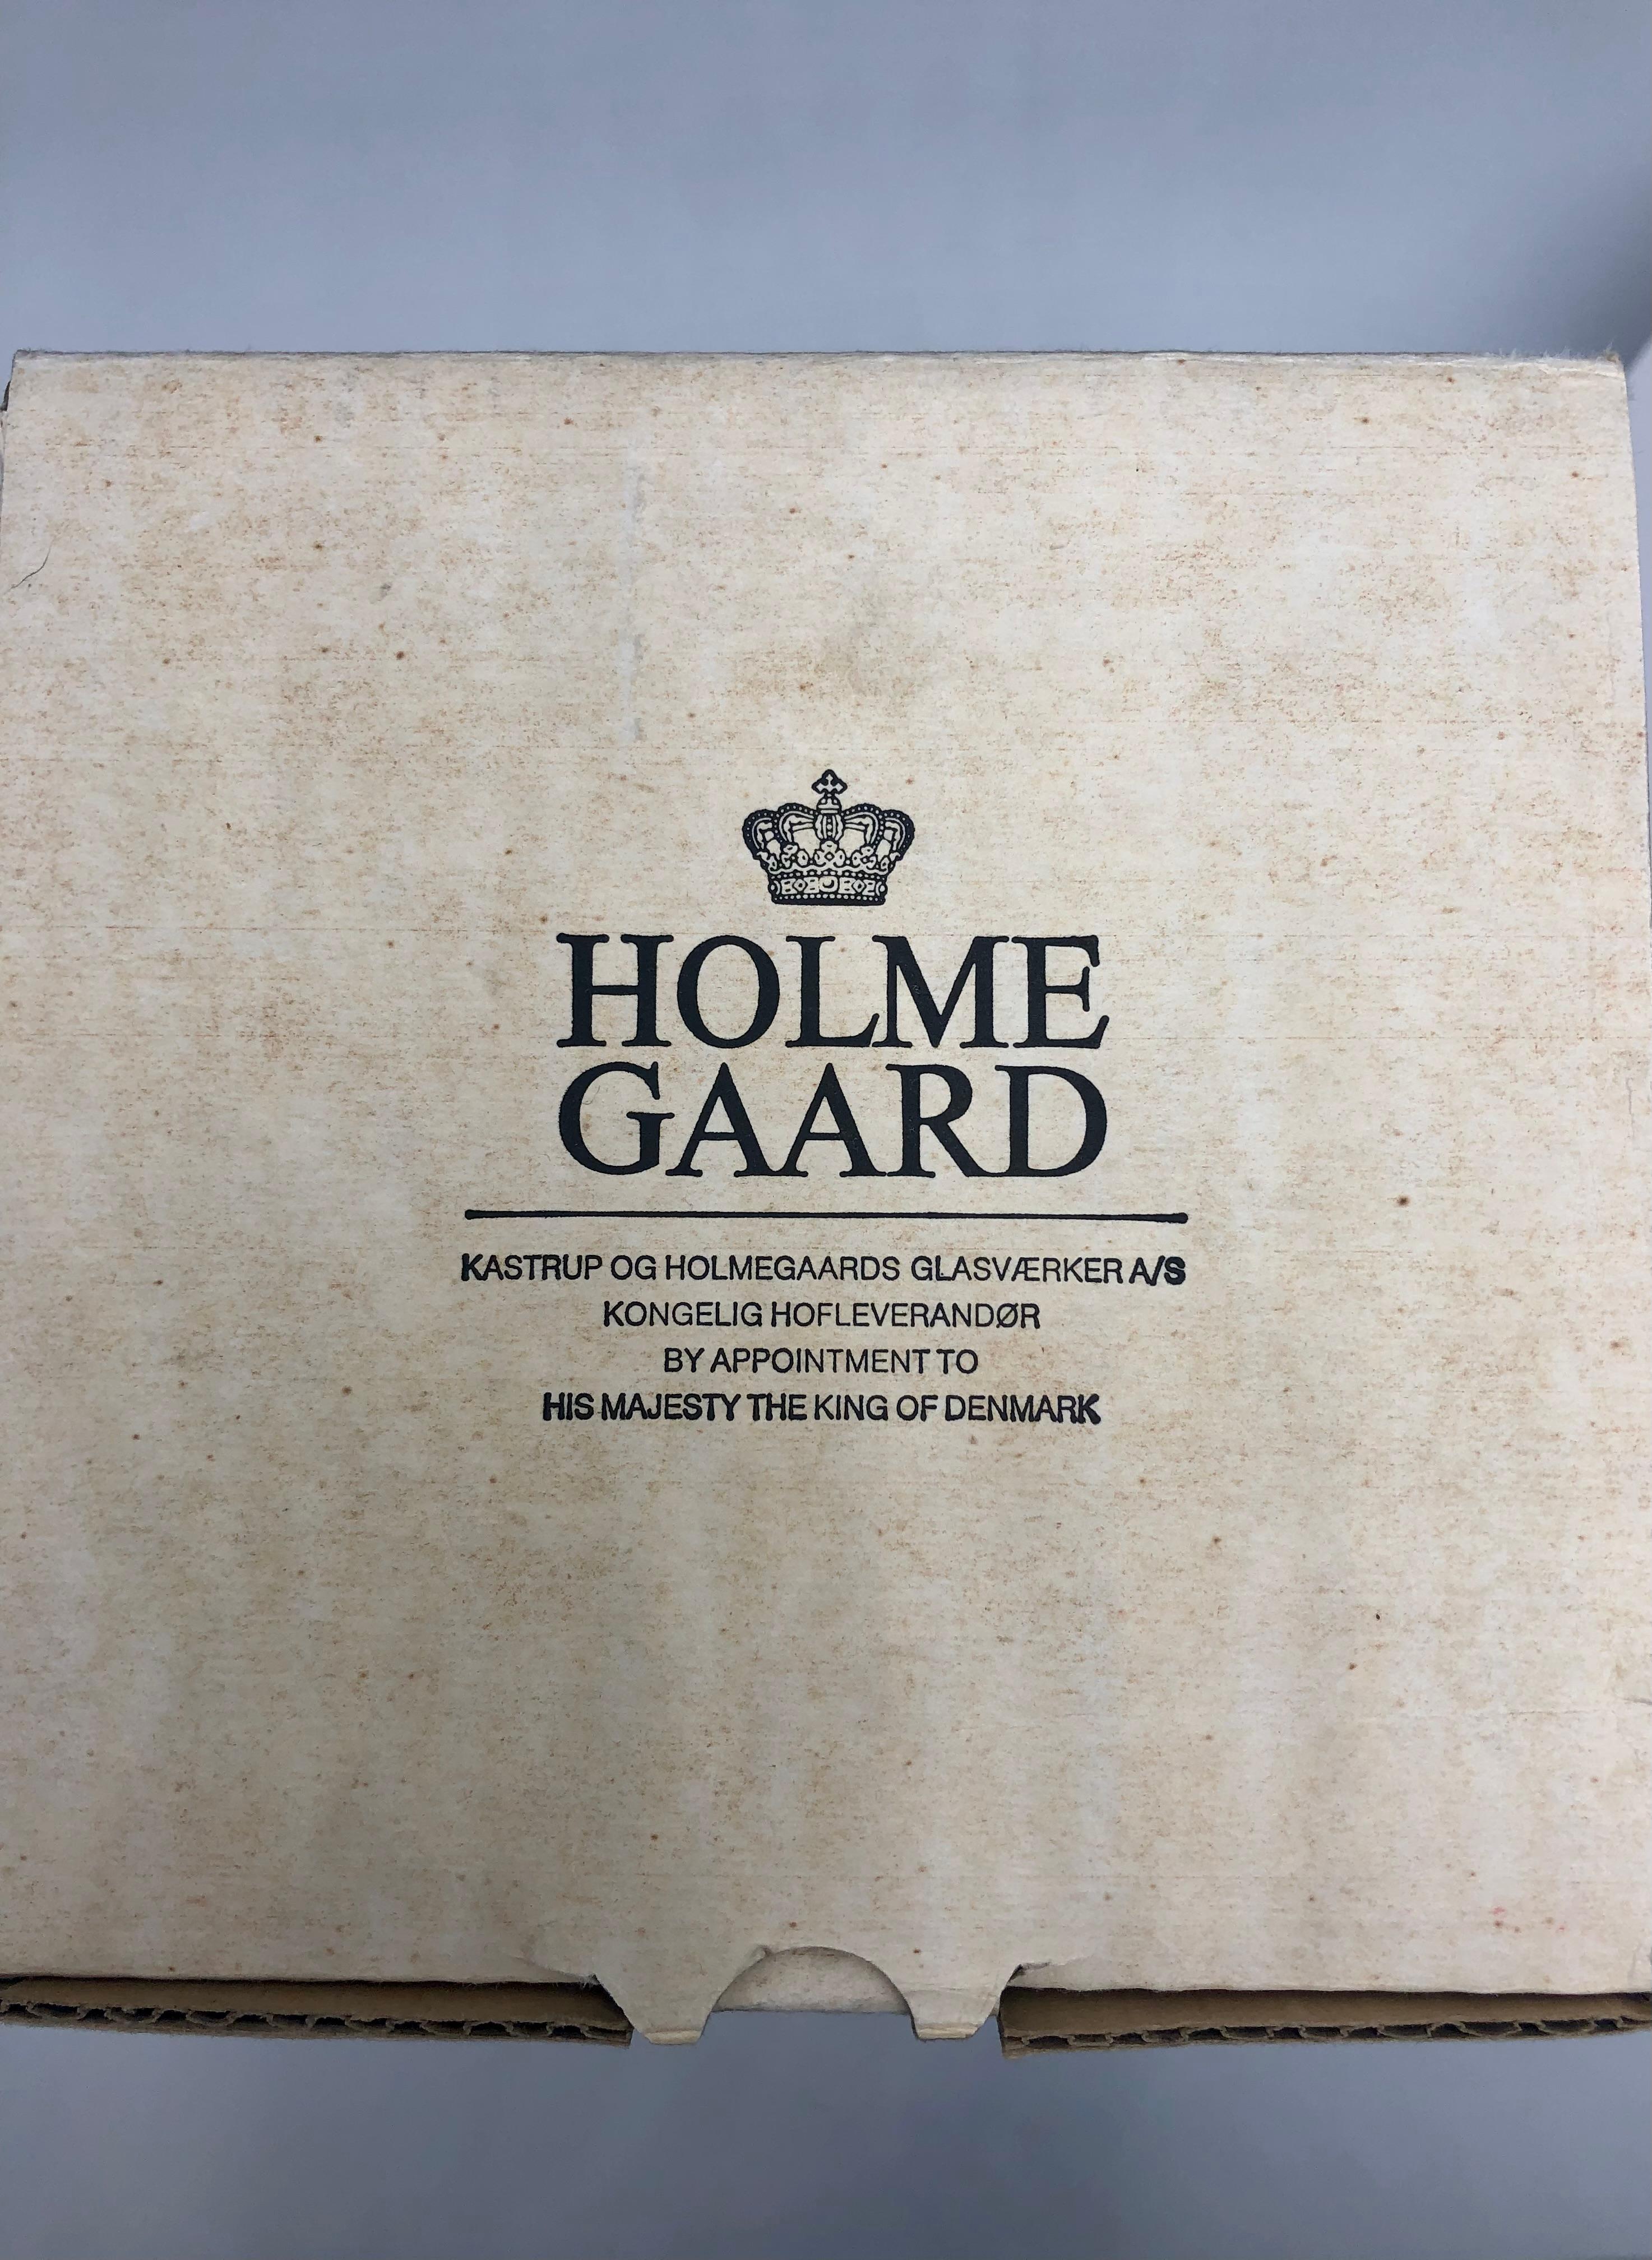 HOLME
GAARD
KASTRUP OG HOLMEGAARDS GLASVÆRKER A/S
KONGELIG HOFLEVERANDØR
BY APPOINTMENT TO
HIS MAJESTY THE KING OF DENMARK